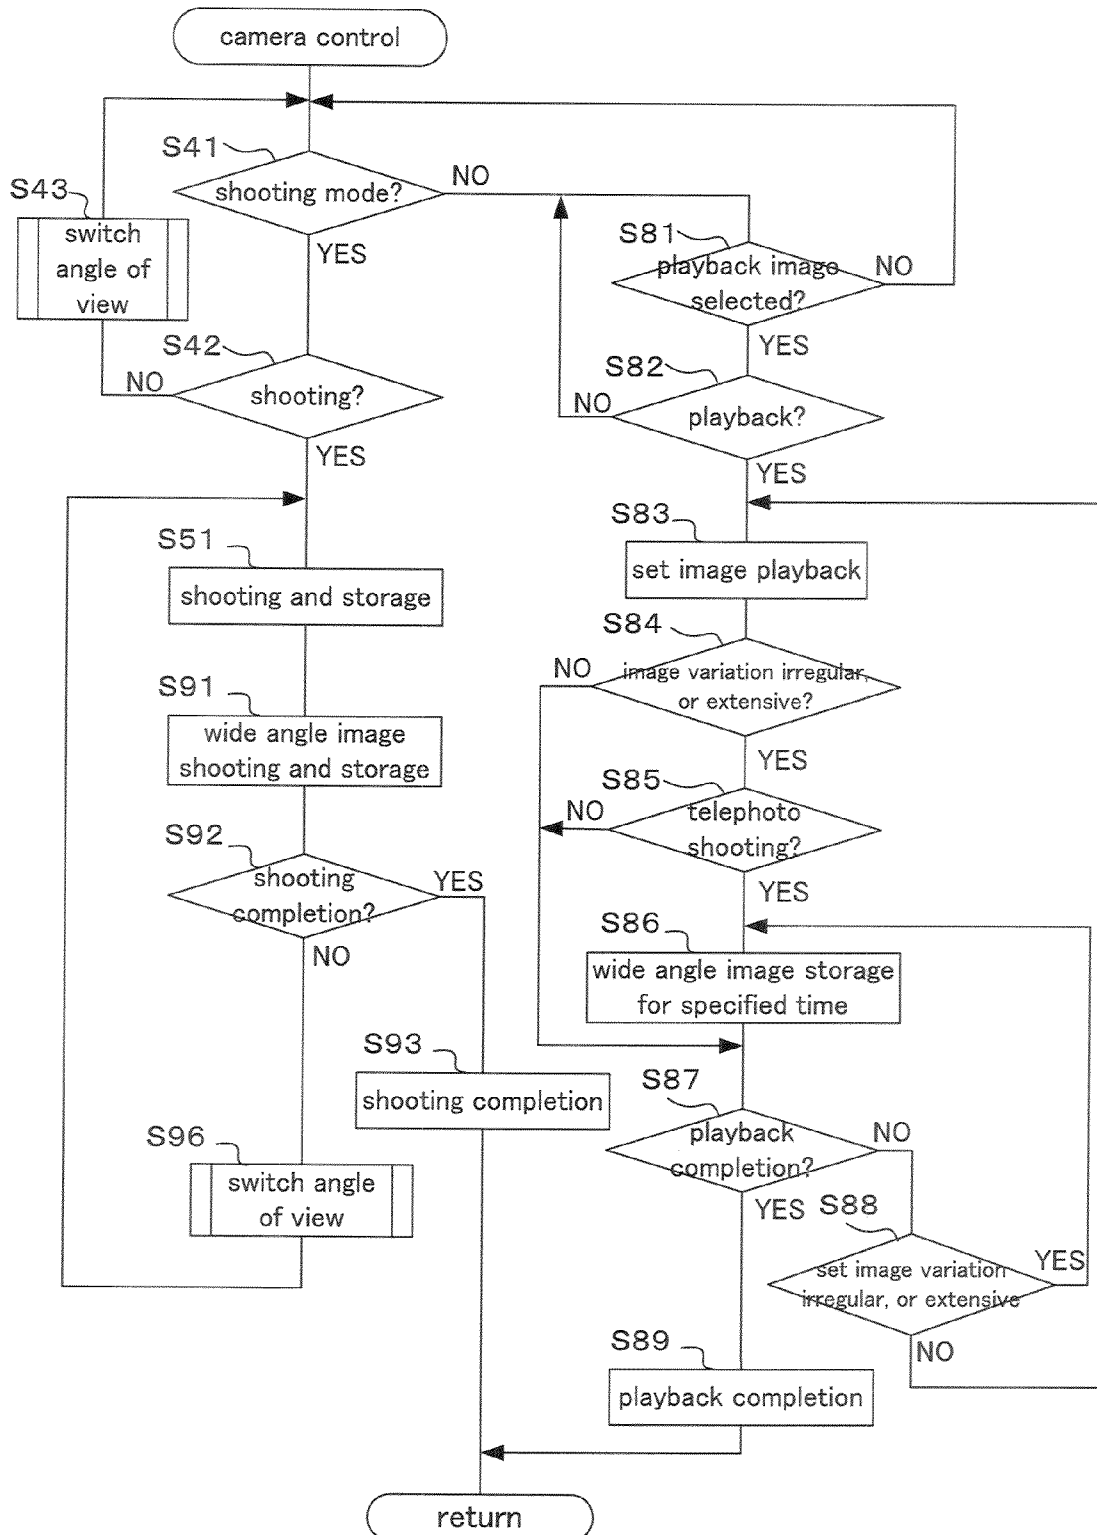 camera control
S41
shooting mode?
NO
YES
S43
switch
angle of
view
S42
shooting?
NO
YES
S81
playback image
selected?
NO
YES
S82
playback?
NO
YES
S51
shooting and storage
S91
wide angle image
shooting and storage
S92
shooting
completion?
YES
NO
S93
shooting completion
S96
switch angle
of view
S83
set image playback
S84
image variation irregular,
or extensive?
NO
YES
S85
telephoto
shooting?
NO
YES
S86
wide angle image storage
for specified time
S87
playback
completion?
NO
YES
S88
set image variation
irregular, or extensive
YES
NO
S89
playback completion
return